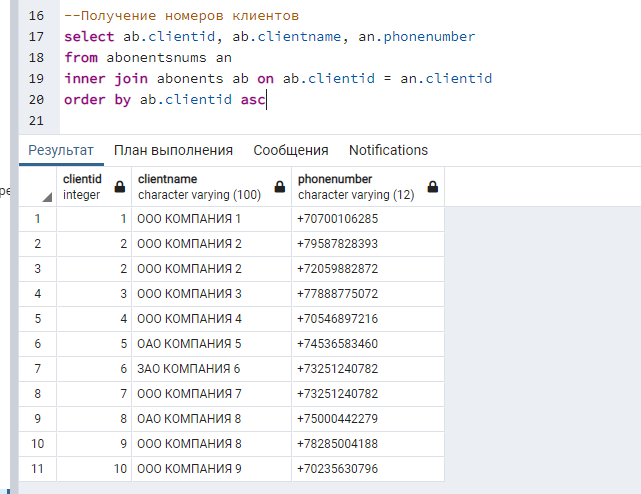 16 --Получение номеров клиентов
17 select ab.clientid, ab.clientname, an.phonenumber
18 from abonentsnums an
19 inner join abonents ab on ab.clientid = an.clientid
20 order by ab.clientid asc
21
Результат План выполнения Сообщения Notifications
ре
clientid clientname phonenumber
integer character varying (100) character varying (12)
1 1 ООО КОМПАНИЯ 1 +70700106285
2 2 ООО КОМПАНИЯ 2 +79587828393
3 2 ООО КОМПАНИЯ 2 +72059882872
4 3 ООО КОМПАНИЯ 3 +77888775072
5 4 ООО КОМПАНИЯ 4 +70546897216
6 5 ОАО КОМПАНИЯ 5 +74536583460
7 6 ЗАО КОМПАНИЯ 6 +73251240782
8 7 ООО КОМПАНИЯ 7 +73251240782
9 8 ОАО КОМПАНИЯ 8 +75000442279
10 9 ООО КОМПАНИЯ 8 +78285004188
11 10 ООО КОМПАНИЯ 9 +70235630796